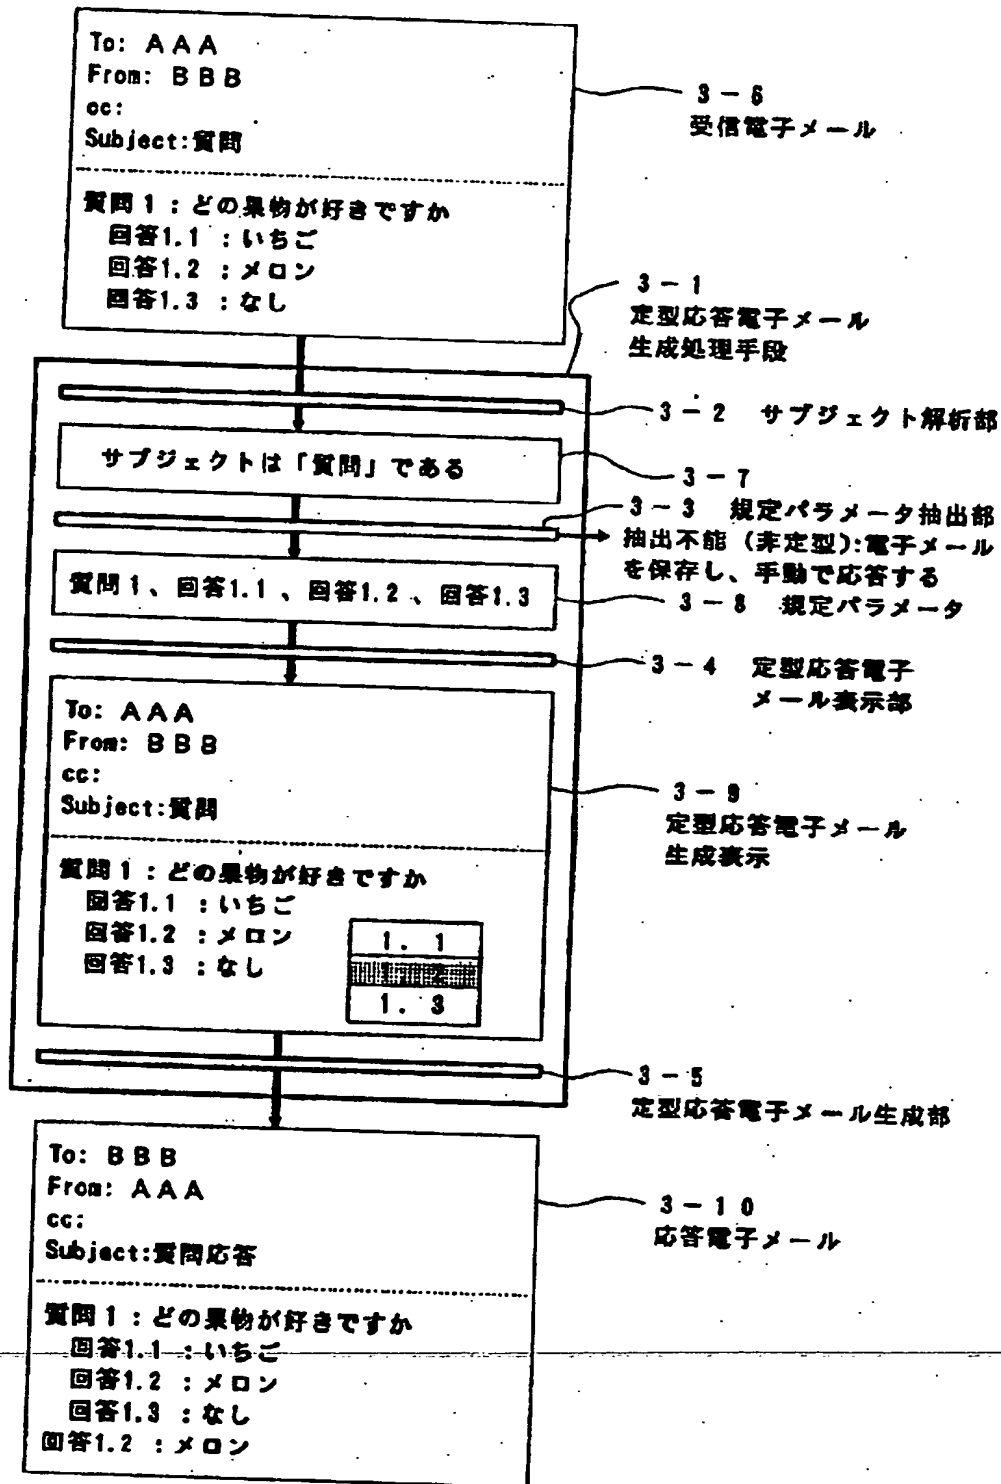 To: AAA
From: BBB
cc:
Subject:質問
質問1:どの果物が好きですか
回答1.1 :いちご
回答1.2 :メロン
回答1.3 :なし
3-6
受信電子メール
3-1
定型応答電子メール
生成処理手段
3-2 サブジェクト解析部
サブジェクトは「質問」である
3-7
3-3 規定パラメータ抽出部
抽出不能(非定型):電子メール
を保存し、手動で応答する
質問1、回答1.1、回答1.2、回答1.3
3-8 規定パラメータ
3-4 定型応答電子
メール表示部
To: AAA
From: BBB
cc:
Subject:質問
質問1:どの果物が好きですか
回答1.1 :いちご
回答1.2 :メロン
回答1.3 :なし
1. 1
1. 3
3-9
定型応答電子メール
生成表示
3-5
定型応答電子メール生成部
To: BBB
From: AAA
cc:
Subject:質問応答
質問1:どの果物が好きですか
回答1.1 :いちご
回答1.2 :メロン
回答1.3 :なし
回答1.2 :メロン
3-10
応答電子メール